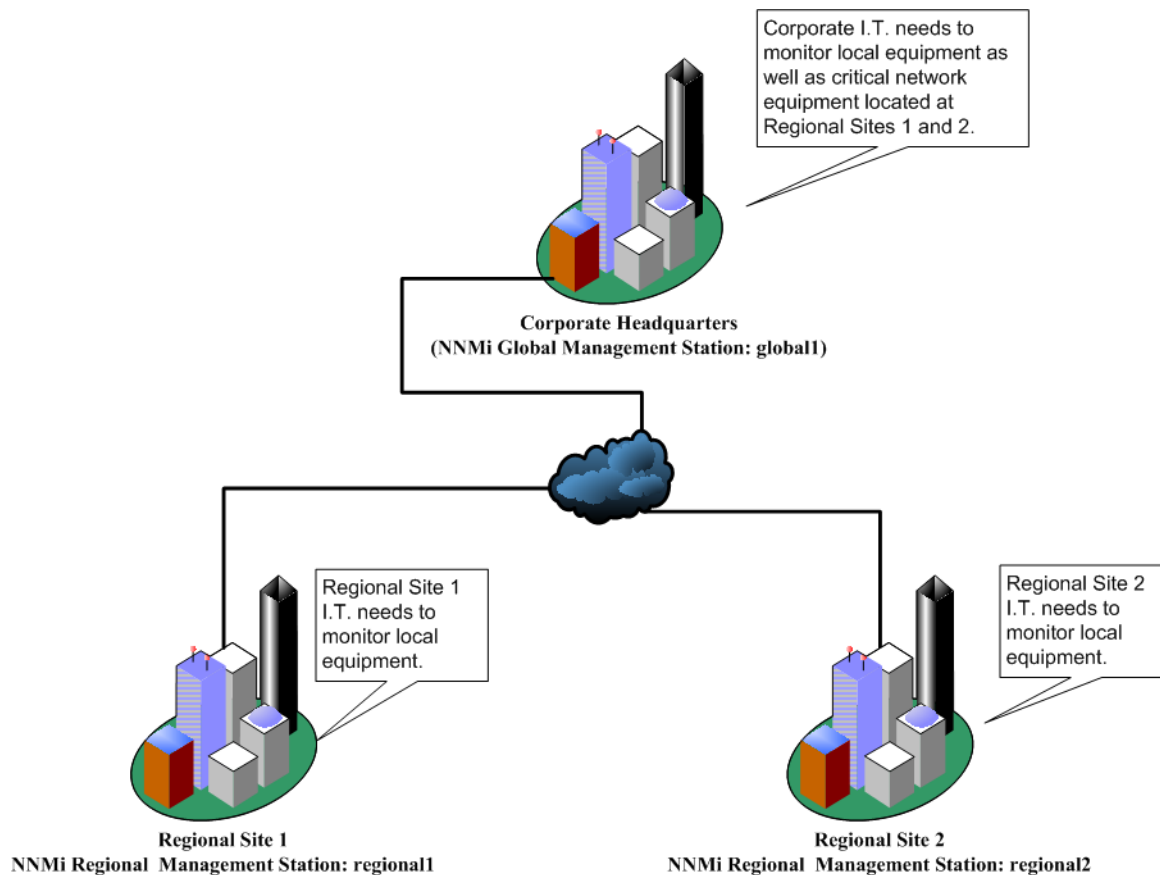 Corporate I.T. needs to
monitor local equipment as
well as critical network
equipment located at
Regional Sites 1 and 2.
Corporate Headquarters
(NNMi Global Management Station: global1)
Regional Site 1
I.T. needs to
monitor local
equipment.
Regional Site 2
I.T. needs to
monitor local
equipment.
Regional Site 1
NNMi Regional Management Station: regional1
Regional Site 2
NNMi Regional Management Station: regional2